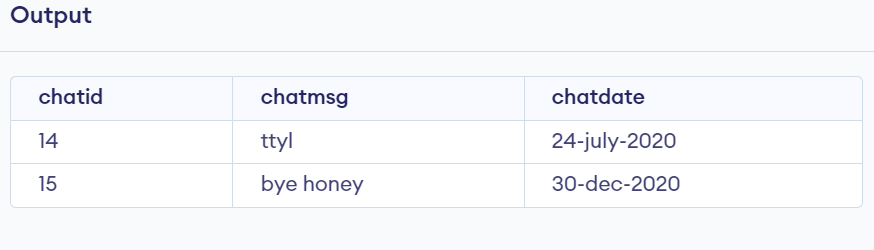 Output
chatid chatmsg chatdate
14 ttyl 24-july-2020
15 bye honey 30-dec-2020